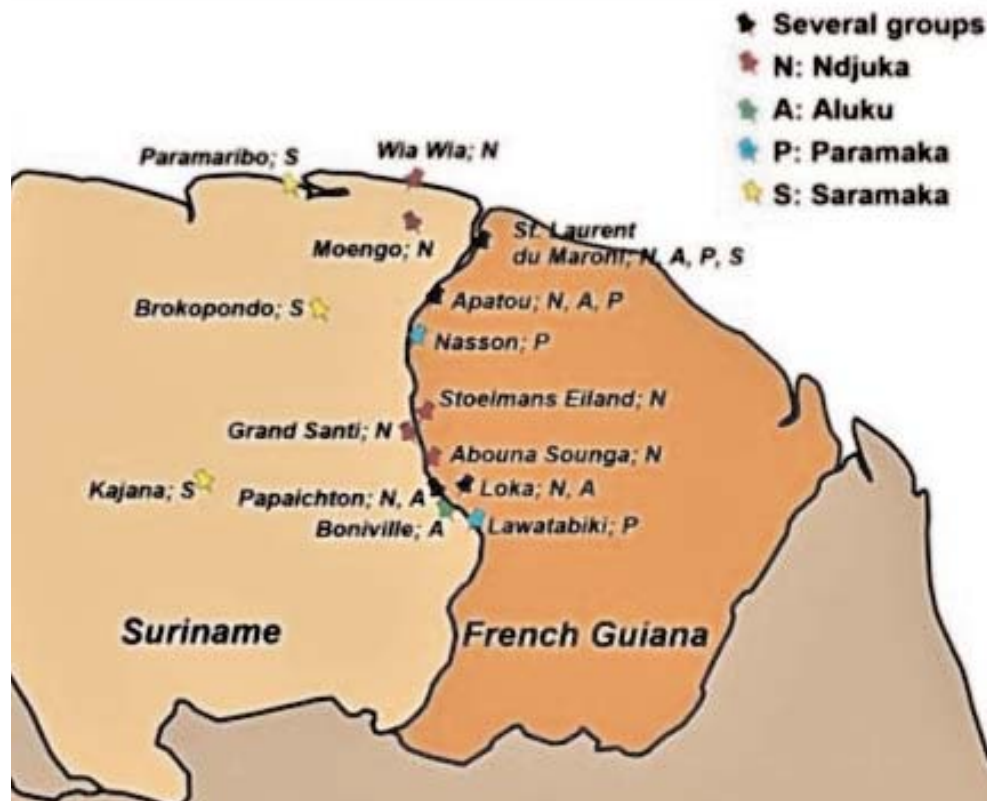 Several groups
N: Ndjuka
A: Aluku
P: Paramaka
S: Saramaka
Paramaribo; S
Wia Wia; N
Moengo; N
St. Laurent
du Maroni; N, A, P, S
Brokopondo; S
Apatou; N, A, P
Nasson; P
Stoelmans Eiland; N
Grand Santi; N
Abouna Sounga; N
Kajana; S
Papaichton; N, A
Loka; N, A
Boniville; A
Lawatabiki; P
Suriname
French Guiana